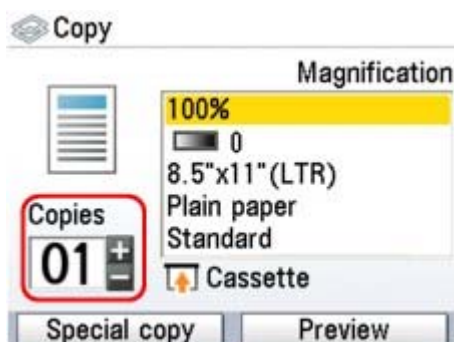 Copy
Magnification
100%
0
8.5"x11"(LTR)
Plain paper
Standard
Copies
01 + -
Cassette
Special copy Preview